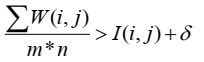 ∑W(i, j)
m*n > I(i, j) + δ